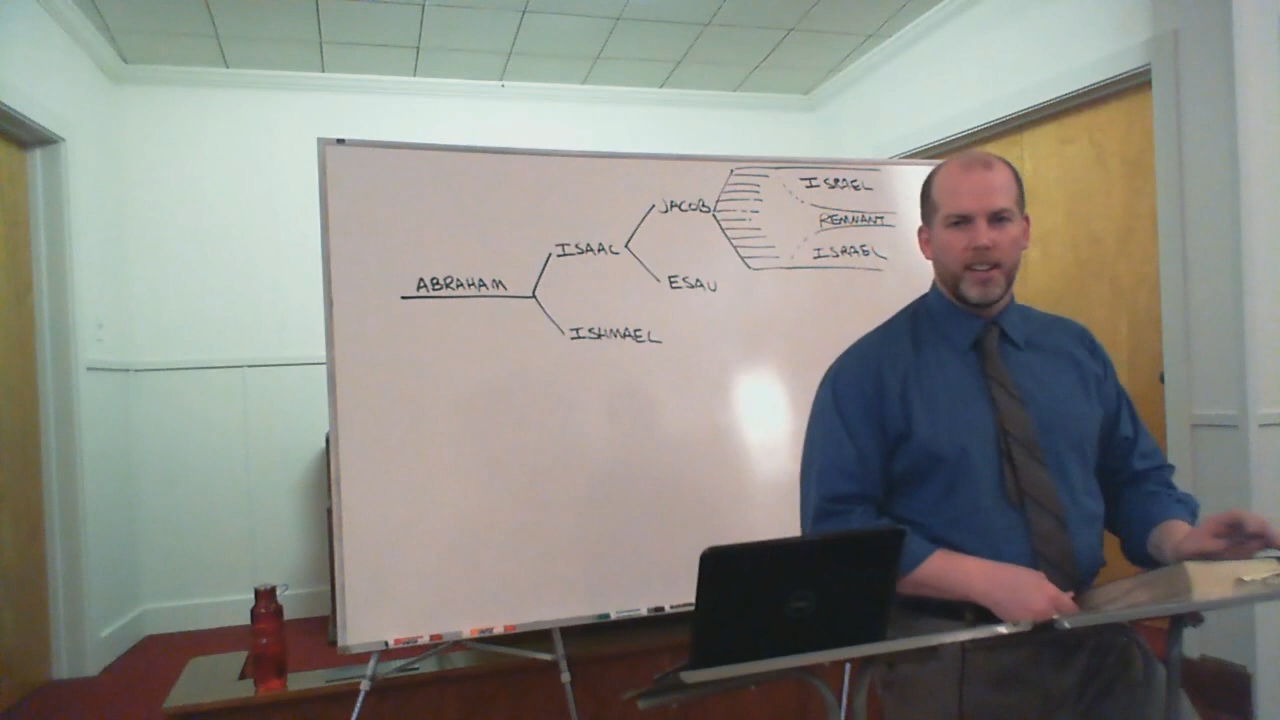 ISRAEL
JACOB
REMNANT
ISAAC
ISRAEL
ABRAHAM
ESAU
ISHMAEL